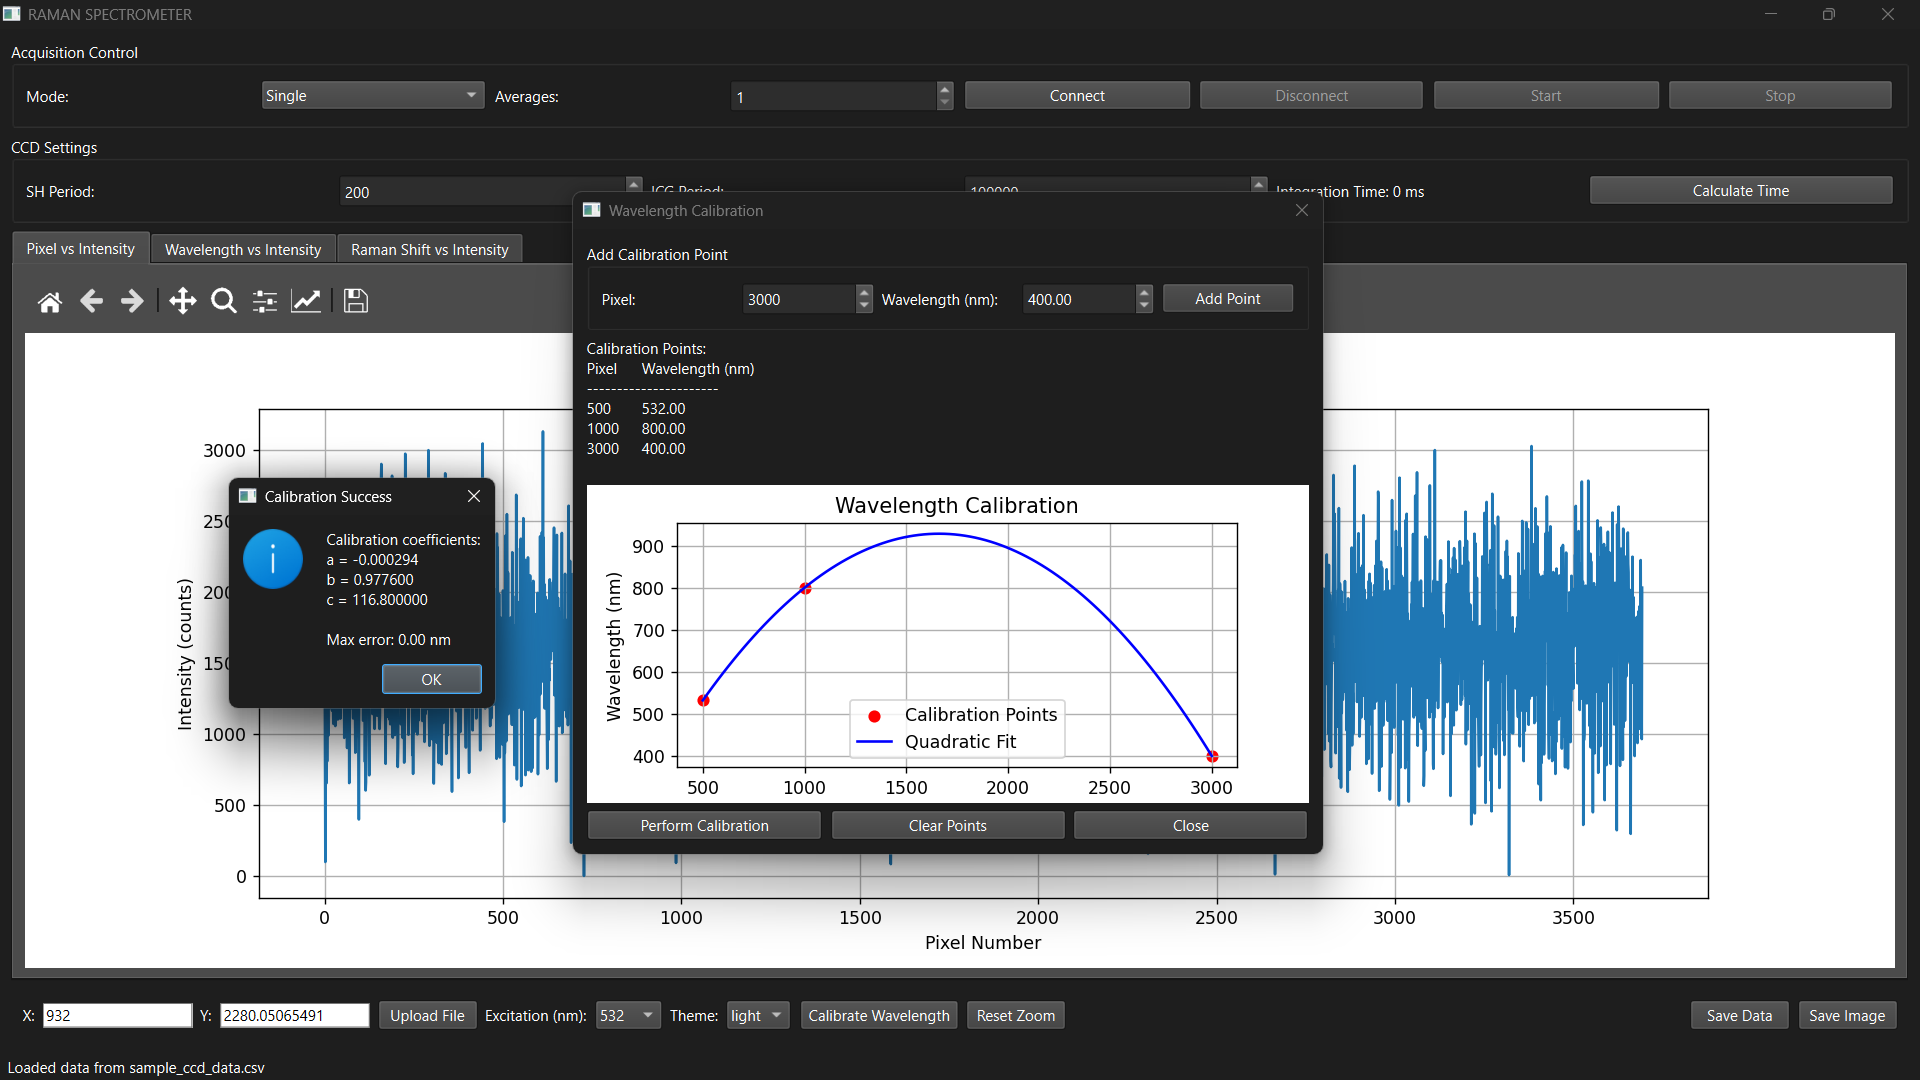 RAMAN SPECTROMETER
Acquisition Control
Mode: Single Averages: 1 Connect Disconnect Start Stop
CCD Settings
SH Period: 200 ICG Period: 100000 Integration Time: 0 ms Calculate Time
Pixel vs Intensity Wavelength vs Intensity Raman Shift vs Intensity
Wavelength Calibration
Add Calibration Point
Pixel: 3000 Wavelength (nm): 400.00 Add Point
Calibration Points:
Pixel Wavelength (nm)
----------------------
500 532.00
1000 800.00
3000 400.00
Wavelength Calibration
900
800
700
600
500
400
Wavelength (nm)
Calibration Points
Quadratic Fit
500 1000 1500 2000 2500 3000
Perform Calibration Clear Points Close
Calibration Success
Calibration coefficients:
a = -0.000294
b = 0.977600
c = 116.800000
Max error: 0.00 nm
OK
3000
1000
500
0
Intensity (counts)
0 500 1000 1500 2000 2500 3000 3500
Pixel Number
X: 932 Y: 2280.05065491 Upload File Excitation (nm): 532 Theme: light Calibrate Wavelength Reset Zoom Save Data Save Image
Loaded data from sample_ccd_data.csv